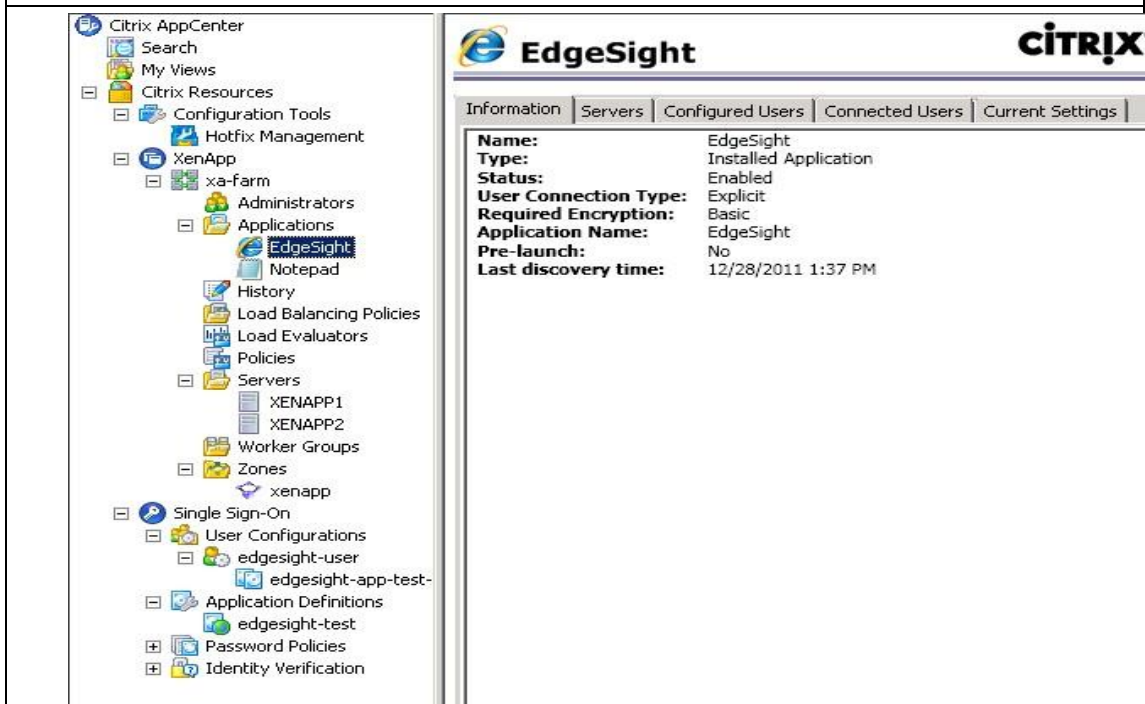 Citrix AppCenter
Search
My Views
Citrix Resources
Configuration Tools
Hotfix Management
XenApp
xa-farm
Administrators
Applications
EdgeSight
Notepad
History
Load Balancing Policies
Load Evaluators
Policies
Servers
XENAPP1
XENAPP2
Worker Groups
Zones
xenapp
Single Sign-On
User Configurations
edgesight-user
edgesight-app-test-
Application Definitions
edgesight-test
Password Policies
Identity Verification
EdgeSight
CITRIX
Information Servers Configured Users Connected Users Current Settings
Name: EdgeSight
Type: Installed Application
Status: Enabled
User Connection Type: Explicit
Required Encryption: Basic
Application Name: EdgeSight
Pre-launch: No
Last discovery time: 12/28/2011 1:37 PM